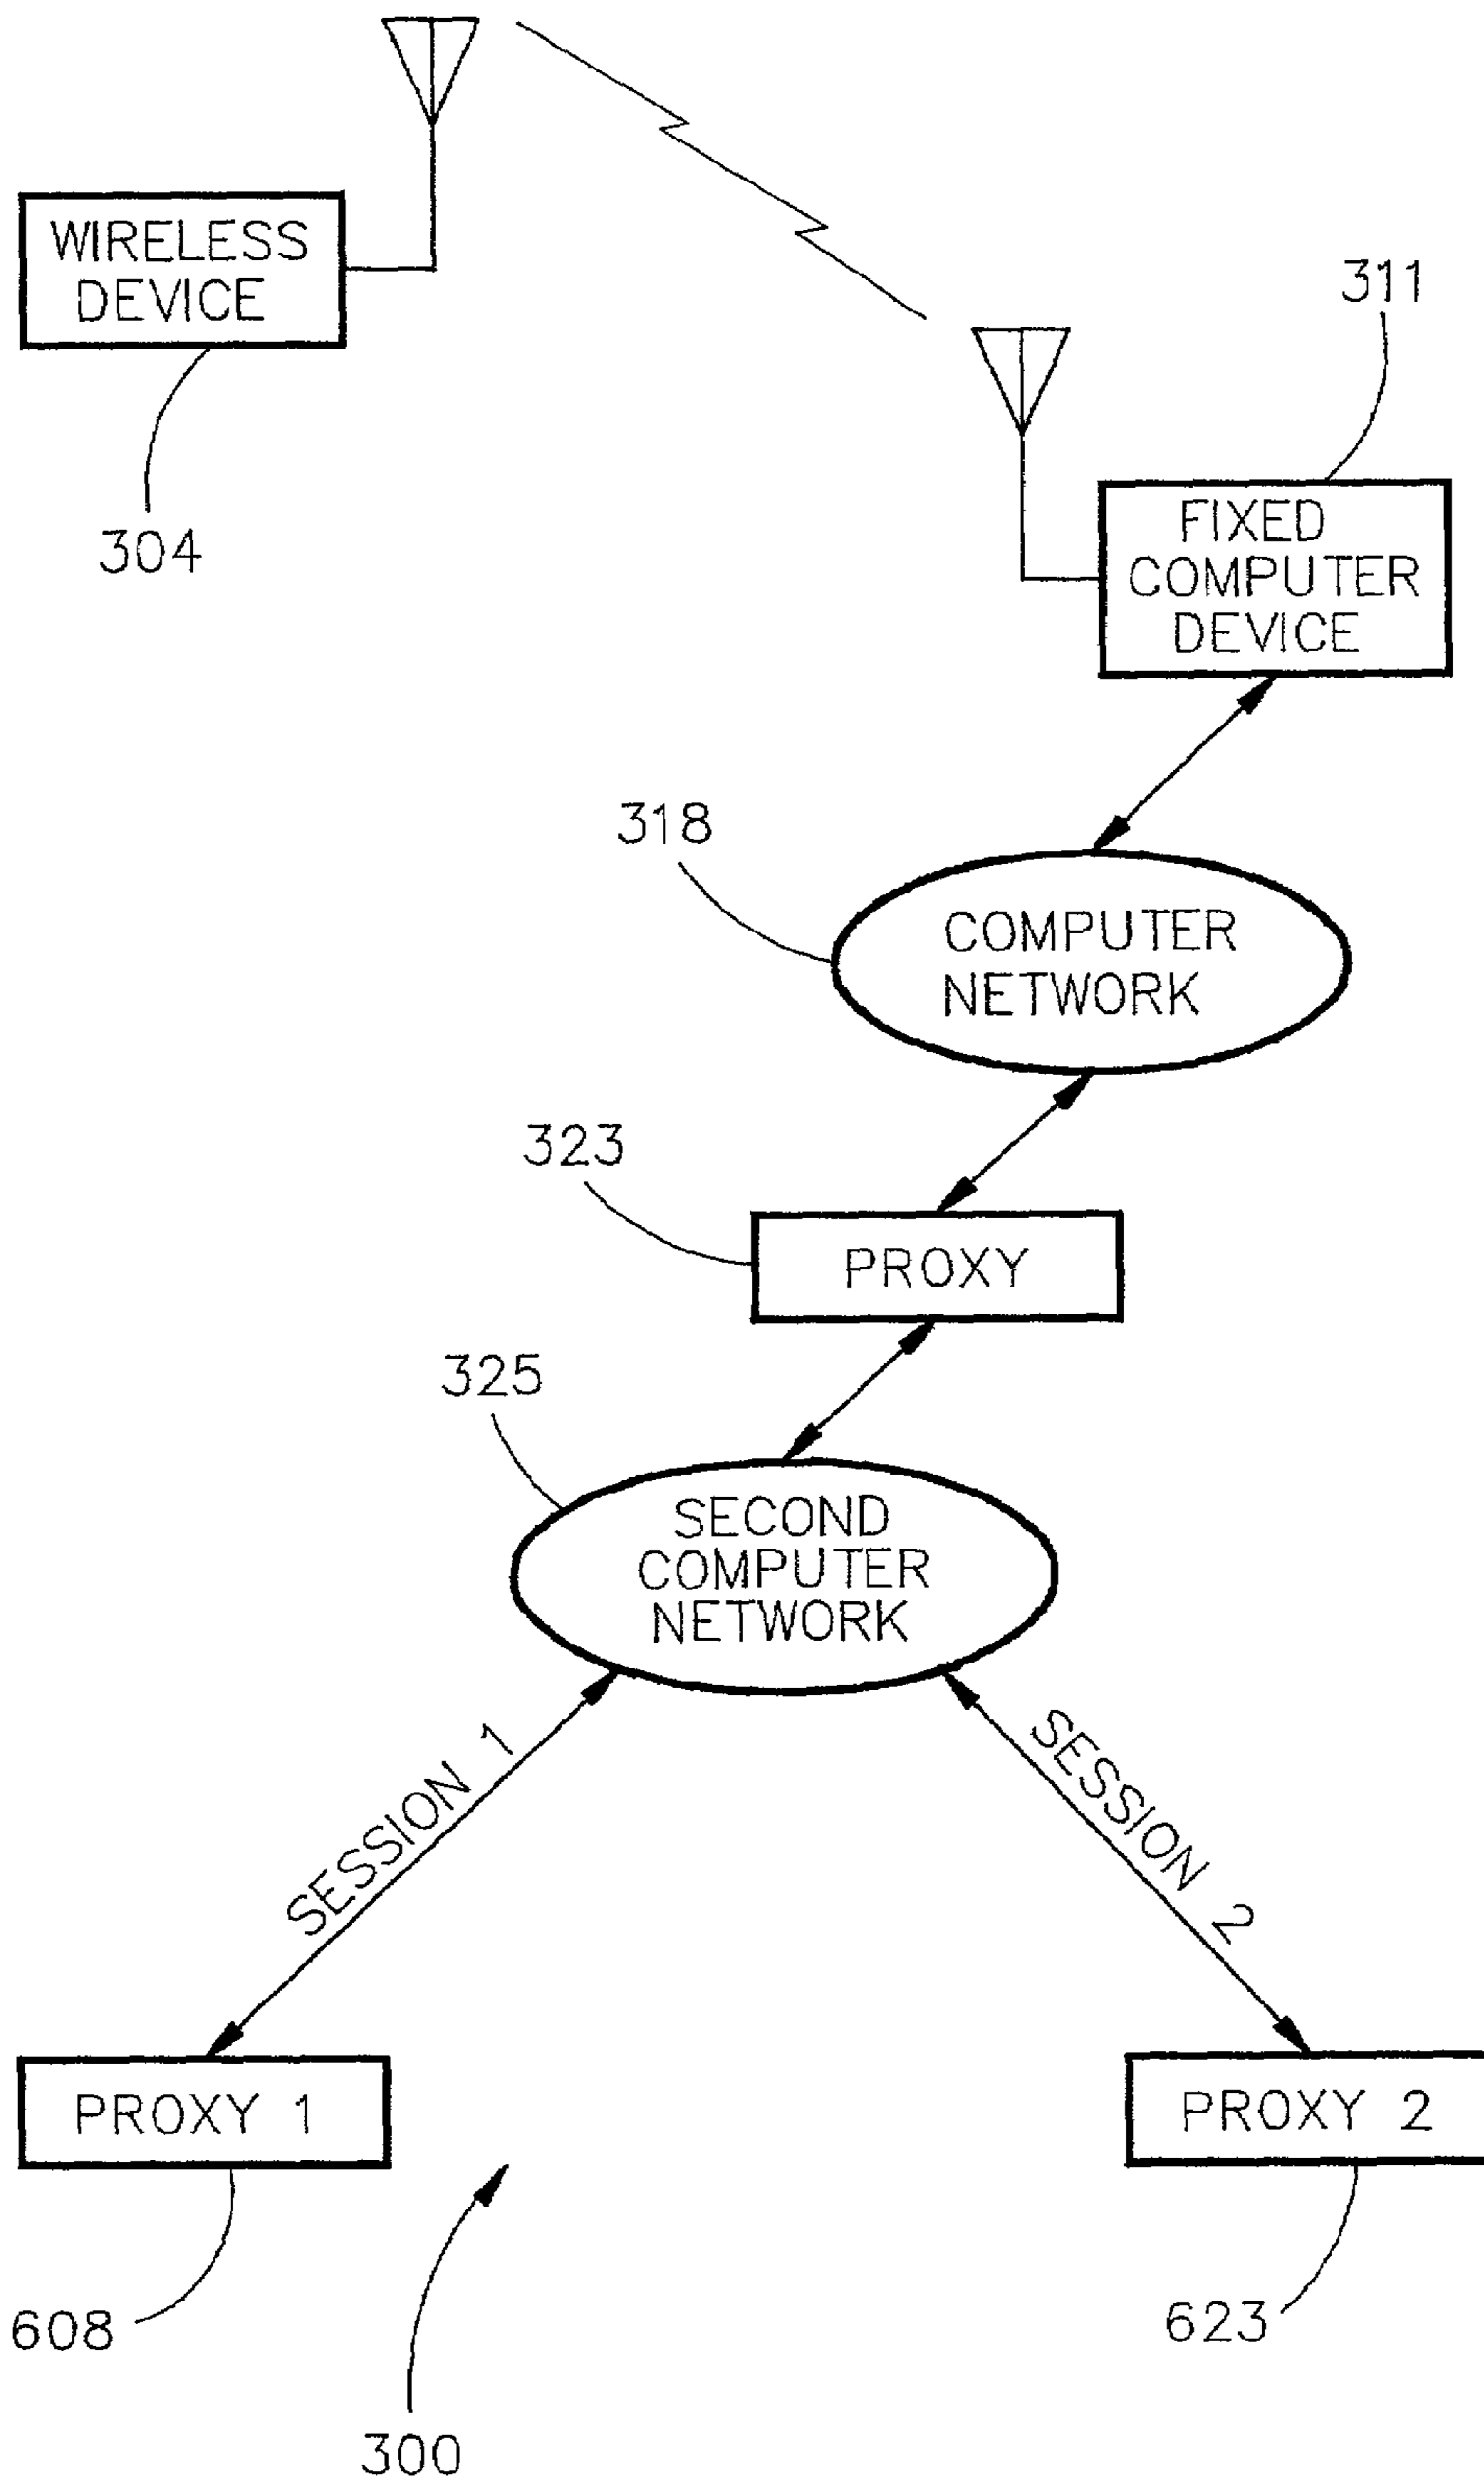 WIRELESS
DEVICE
304
311
FIXED
COMPUTER
DEVICE
318
COMPUTER
NETWORK
323
PROXY
325
SECOND
COMPUTER
NETWORK
SESSION 1
SESSION 2
PROXY 1
PROXY 2
608
623
300